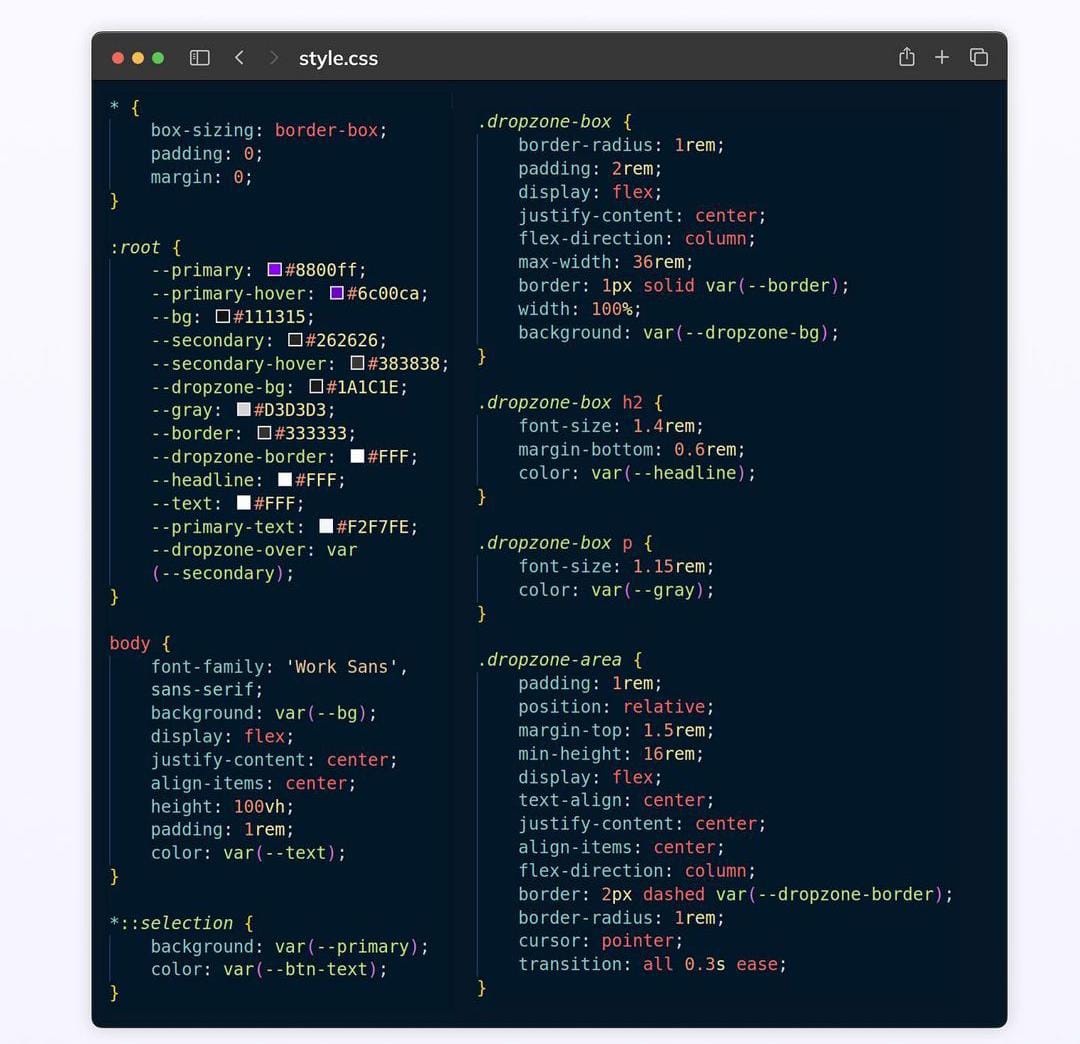 style.css
* {
    box-sizing: border-box;
    padding: 0;
    margin: 0;
}
:root {
    --primary: #8800ff;
    --primary-hover: #6c00ca;
    --bg: #111315;
    --secondary: #262626;
    --secondary-hover: #383838;
    --dropzone-bg: #1A1C1E;
    --gray: #D3D3D3;
    --border: #333333;
    --dropzone-border: #FFF;
    --headline: #FFF;
    --text: #FFF;
    --primary-text: #F2F7FE;
    --dropzone-over: var
    (--secondary);
}
body {
    font-family: 'Work Sans',
    sans-serif;
    background: var(--bg);
    display: flex;
    justify-content: center;
    align-items: center;
    height: 100vh;
    padding: 1rem;
    color: var(--text);
}
*::selection {
    background: var(--primary);
    color: var(--btn-text);
}
.dropzone-box {
    border-radius: 1rem;
    padding: 2rem;
    display: flex;
    justify-content: center;
    flex-direction: column;
    max-width: 36rem;
    border: 1px solid var(--border);
    width: 100%;
    background: var(--dropzone-bg);
}
.dropzone-box h2 {
    font-size: 1.4rem;
    margin-bottom: 0.6rem;
    color: var(--headline);
}
.dropzone-box p {
    font-size: 1.15rem;
    color: var(--gray);
}
.dropzone-area {
    padding: 1rem;
    position: relative;
    margin-top: 1.5rem;
    min-height: 16rem;
    display: flex;
    text-align: center;
    justify-content: center;
    align-items: center;
    flex-direction: column;
    border: 2px dashed var(--dropzone-border);
    border-radius: 1rem;
    cursor: pointer;
    transition: all 0.3s ease;
}